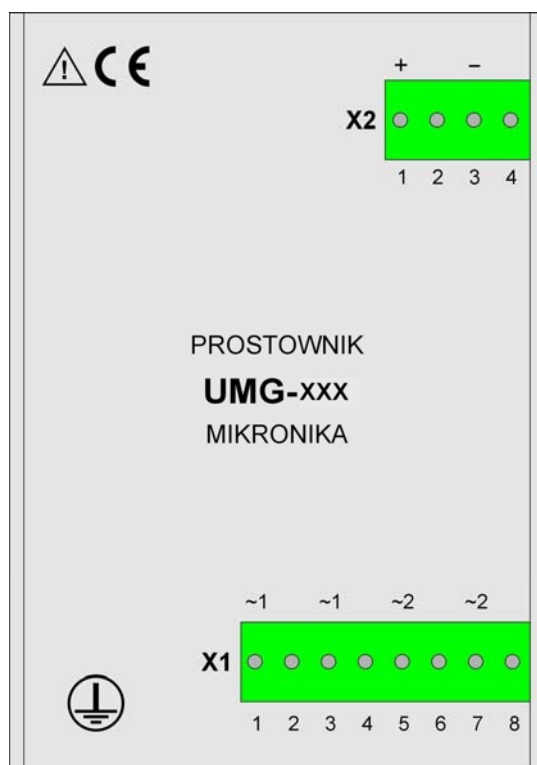 CE
+ −
X2
1 2 3 4
PROSTOWNIK
UMG-xxx
MIKRONIKA
~1 ~1 ~2 ~2
X1
1 2 3 4 5 6 7 8